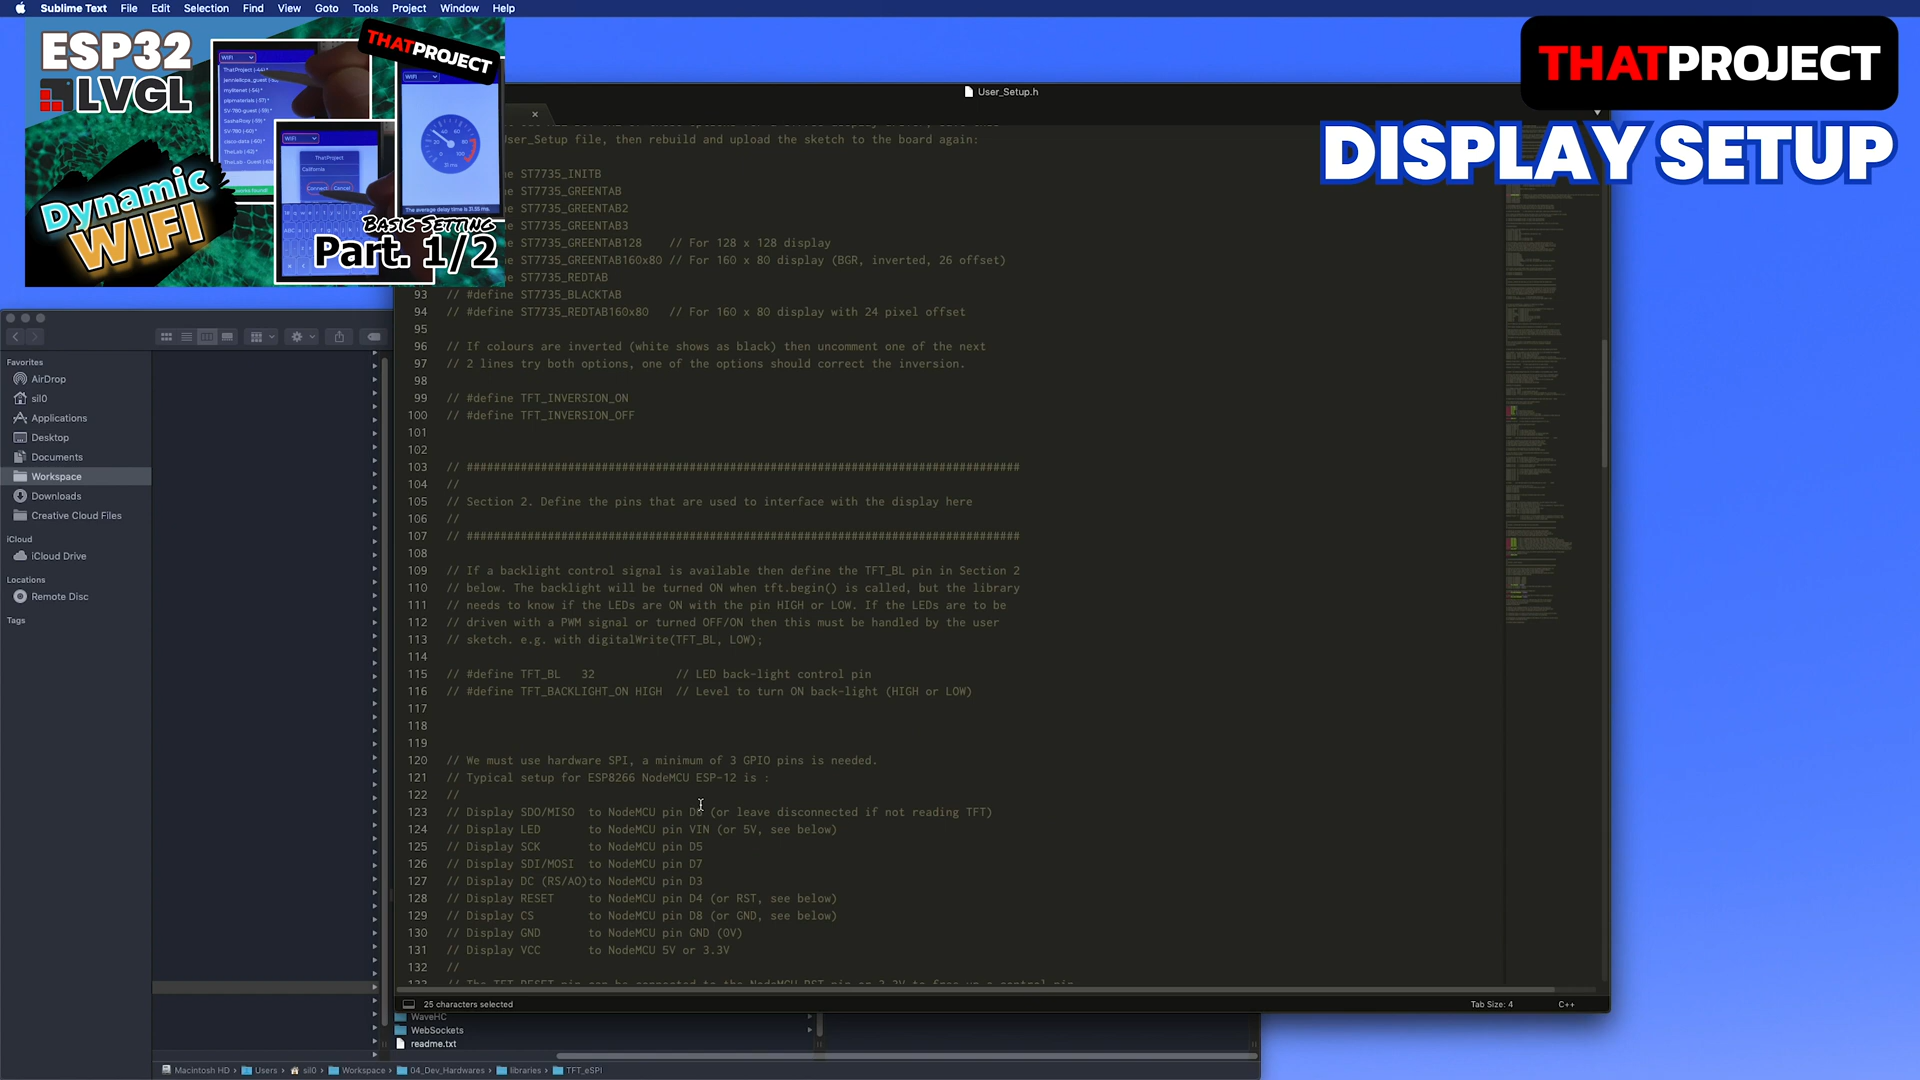 Sublime Text File Edit Selection Find View Goto Tools Project Window Help
ESP32
LVGL
THATPROJECT
Dynamic
WIFI
BASIC SETTING
Part. 1/2
WIFI
ThatProject
California
Connect Cancel
THATPROJECT
DISPLAY SETUP
User_Setup.h
User_Setup file, then rebuild and upload the sketch to the board again:
ST7735_INITB
ST7735_GREENTAB
ST7735_GREENTAB2
ST7735_GREENTAB3
ST7735_GREENTAB128 // For 128 x 128 display
ST7735_GREENTAB160x80 // For 160 x 80 display (BGR, inverted, 26 offset)
ST7735_REDTAB
93 // #define ST7735_BLACKTAB
94 // #define ST7735_REDTAB160x80 // For 160 x 80 display with 24 pixel offset
95
96 // If colours are inverted (white shows as black) then uncomment one of the next
97 // 2 lines try both options, one of the options should correct the inversion.
98
99 // #define TFT_INVERSION_ON
100 // #define TFT_INVERSION_OFF
101
102
103 // ##################################################################################
104 //
105 // Section 2. Define the pins that are used to interface with the display here
106 //
107 // ##################################################################################
108
109 // If a backlight control signal is available then define the TFT_BL pin in Section 2
110 // below. The backlight will be turned ON when tft.begin() is called, but the library
111 // needs to know if the LEDs are ON with the pin HIGH or LOW. If the LEDs are to be
112 // driven with a PWM signal or turned OFF/ON then this must be handled by the user
113 // sketch. e.g. with digitalWrite(TFT_BL, LOW);
114
115 // #define TFT_BL 32 // LED back-light control pin
116 // #define TFT_BACKLIGHT_ON HIGH // Level to turn ON back-light (HIGH or LOW)
117
118
119
120 // We must use hardware SPI, a minimum of 3 GPIO pins is needed.
121 // Typical setup for ESP8266 NodeMCU ESP-12 is :
122 //
123 // Display SDO/MISO to NodeMCU pin D6 (or leave disconnected if not reading TFT)
124 // Display LED to NodeMCU pin VIN (or 5V, see below)
125 // Display SCK to NodeMCU pin D5
126 // Display SDI/MOSI to NodeMCU pin D7
127 // Display DC (RS/AO)to NodeMCU pin D3
128 // Display RESET to NodeMCU pin D4 (or RST, see below)
129 // Display CS to NodeMCU pin D8 (or GND, see below)
130 // Display GND to NodeMCU pin GND (0V)
131 // Display VCC to NodeMCU 5V or 3.3V
132 //
25 characters selected Tab Size: 4 C++
Favorites
AirDrop
sil0
Applications
Desktop
Documents
Workspace
Downloads
Creative Cloud Files
iCloud
iCloud Drive
Locations
Remote Disc
Tags
WaveHC
WebSockets
readme.txt
Macintosh HD › Users › sil0 › Workspace › 04_Dev_Hardwares › libraries › TFT_eSPI